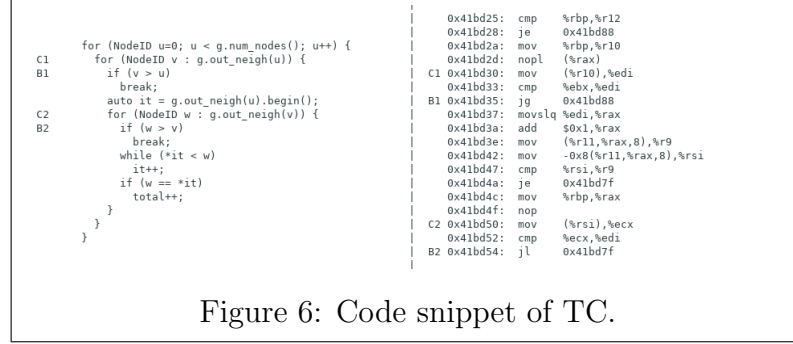 for (NodeID u=0; u < g.num_nodes(); u++) {
C1 for (NodeID v : g.out_neigh(u)) {
B1 if (v > u)
break;
auto it = g.out_neigh(u).begin();
C2 for (NodeID w : g.out_neigh(v)) {
B2 if (w > v)
break;
while (*it < w)
it++;
if (w == *it)
total++;
}
}
}
0x41bd25: cmp %rbp,%r12
0x41bd28: je 0x41bd88
0x41bd2a: mov %rbp,%r10
0x41bd2d: nopl (%rax)
C1 0x41bd30: mov (%r10),%edi
0x41bd33: cmp %ebx,%edi
B1 0x41bd35: jg 0x41bd88
0x41bd37: movslq %edi,%rax
0x41bd3a: add $0x1,%rax
0x41bd3e: mov (%r11,%rax,8),%r9
0x41bd42: mov -0x8(%r11,%rax,8),%rsi
0x41bd47: cmp %rsi,%r9
0x41bd4a: je 0x41bd7f
0x41bd4c: mov %rbp,%rax
0x41bd4f: nop
C2 0x41bd50: mov (%rsi),%ecx
0x41bd52: cmp %ecx,%edi
B2 0x41bd54: jl 0x41bd7f
Figure 6: Code snippet of TC.